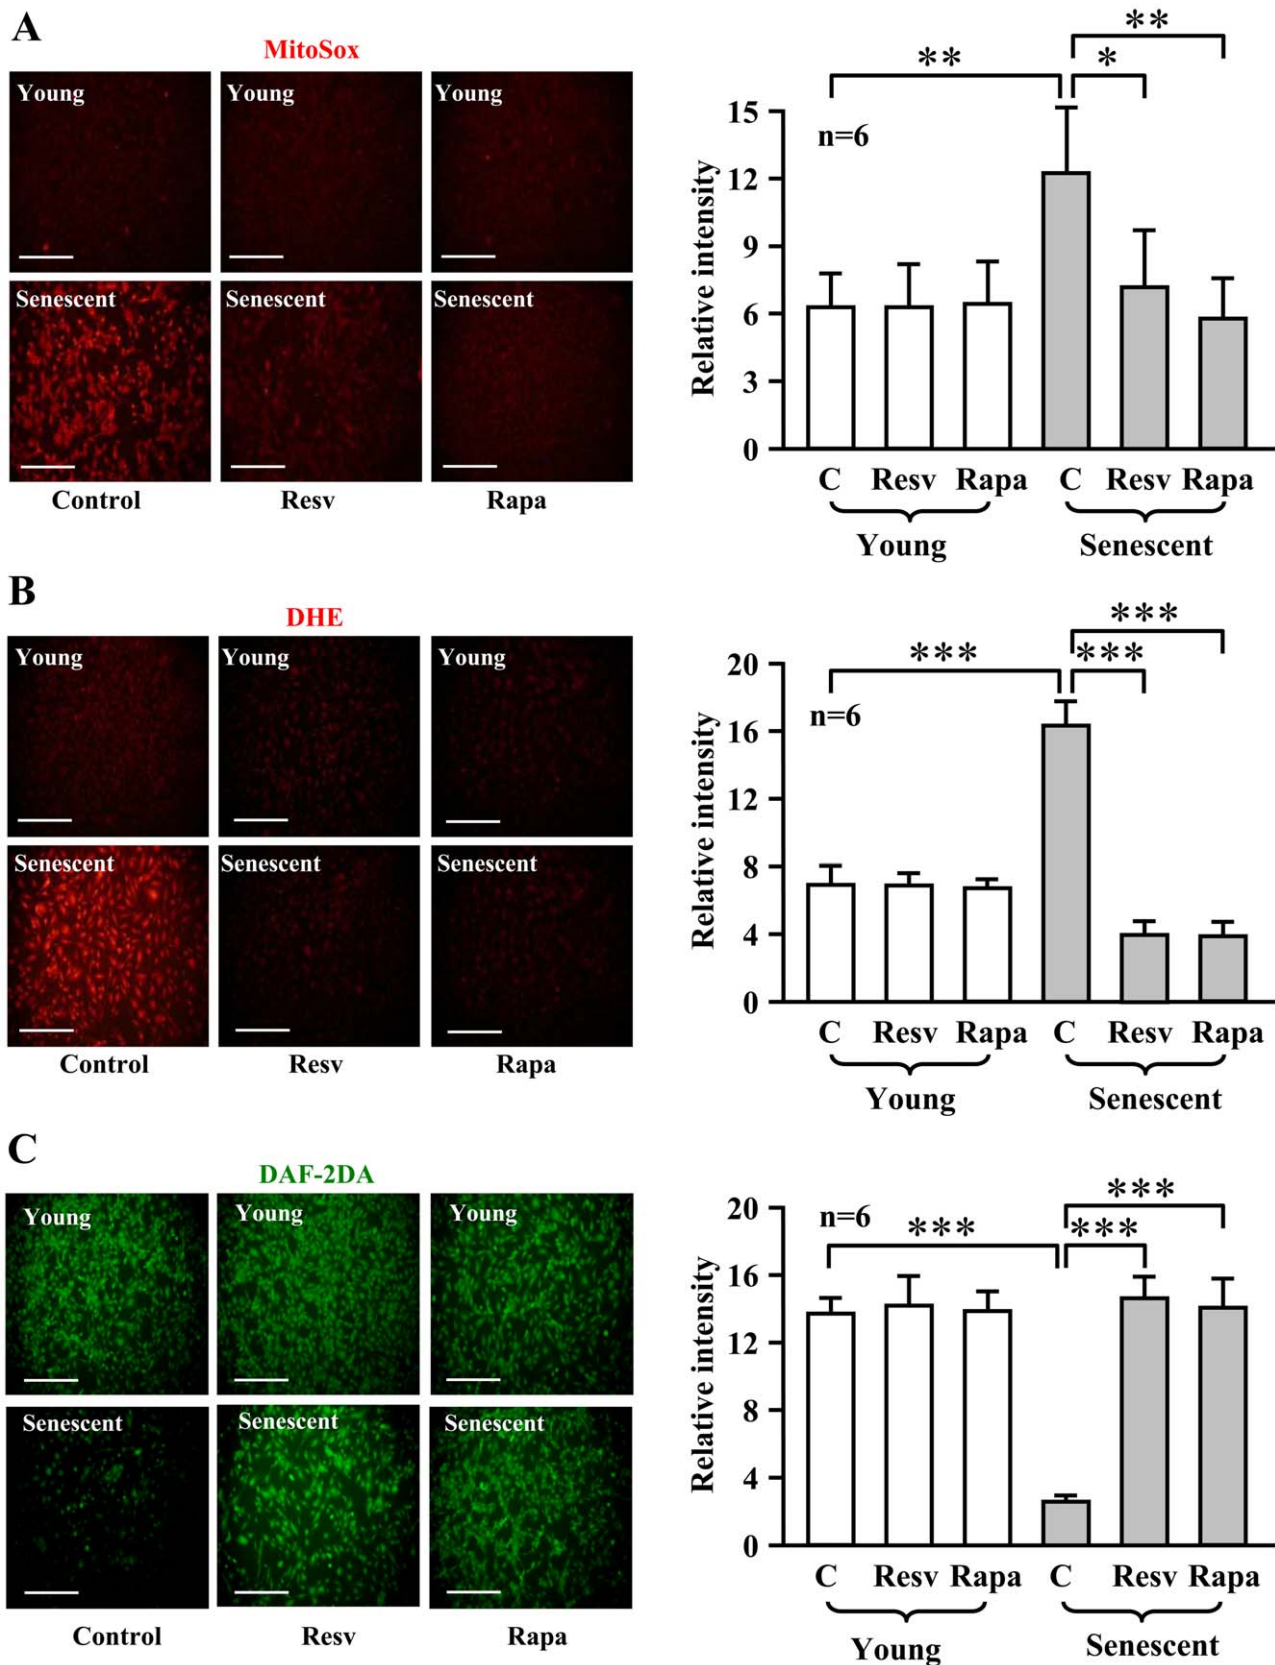 A
MitoSox
Young
Young
Young
Senescent
Senescent
Senescent
Control
Resv
Rapa
** * **
15
12
9
6
3
0
n=6
Relative intensity
C Resv Rapa C Resv Rapa
Young
Senescent
B
DHE
Young
Young
Young
Senescent
Senescent
Senescent
Control
Resv
Rapa
*** *** ***
20
16
12
8
4
0
n=6
Relative intensity
C Resv Rapa C Resv Rapa
Young
Senescent
C
DAF-2DA
Young
Young
Young
Senescent
Senescent
Senescent
Control
Resv
Rapa
*** *** ***
20
16
12
8
4
0
n=6
Relative intensity
C Resv Rapa C Resv Rapa
Young
Senescent